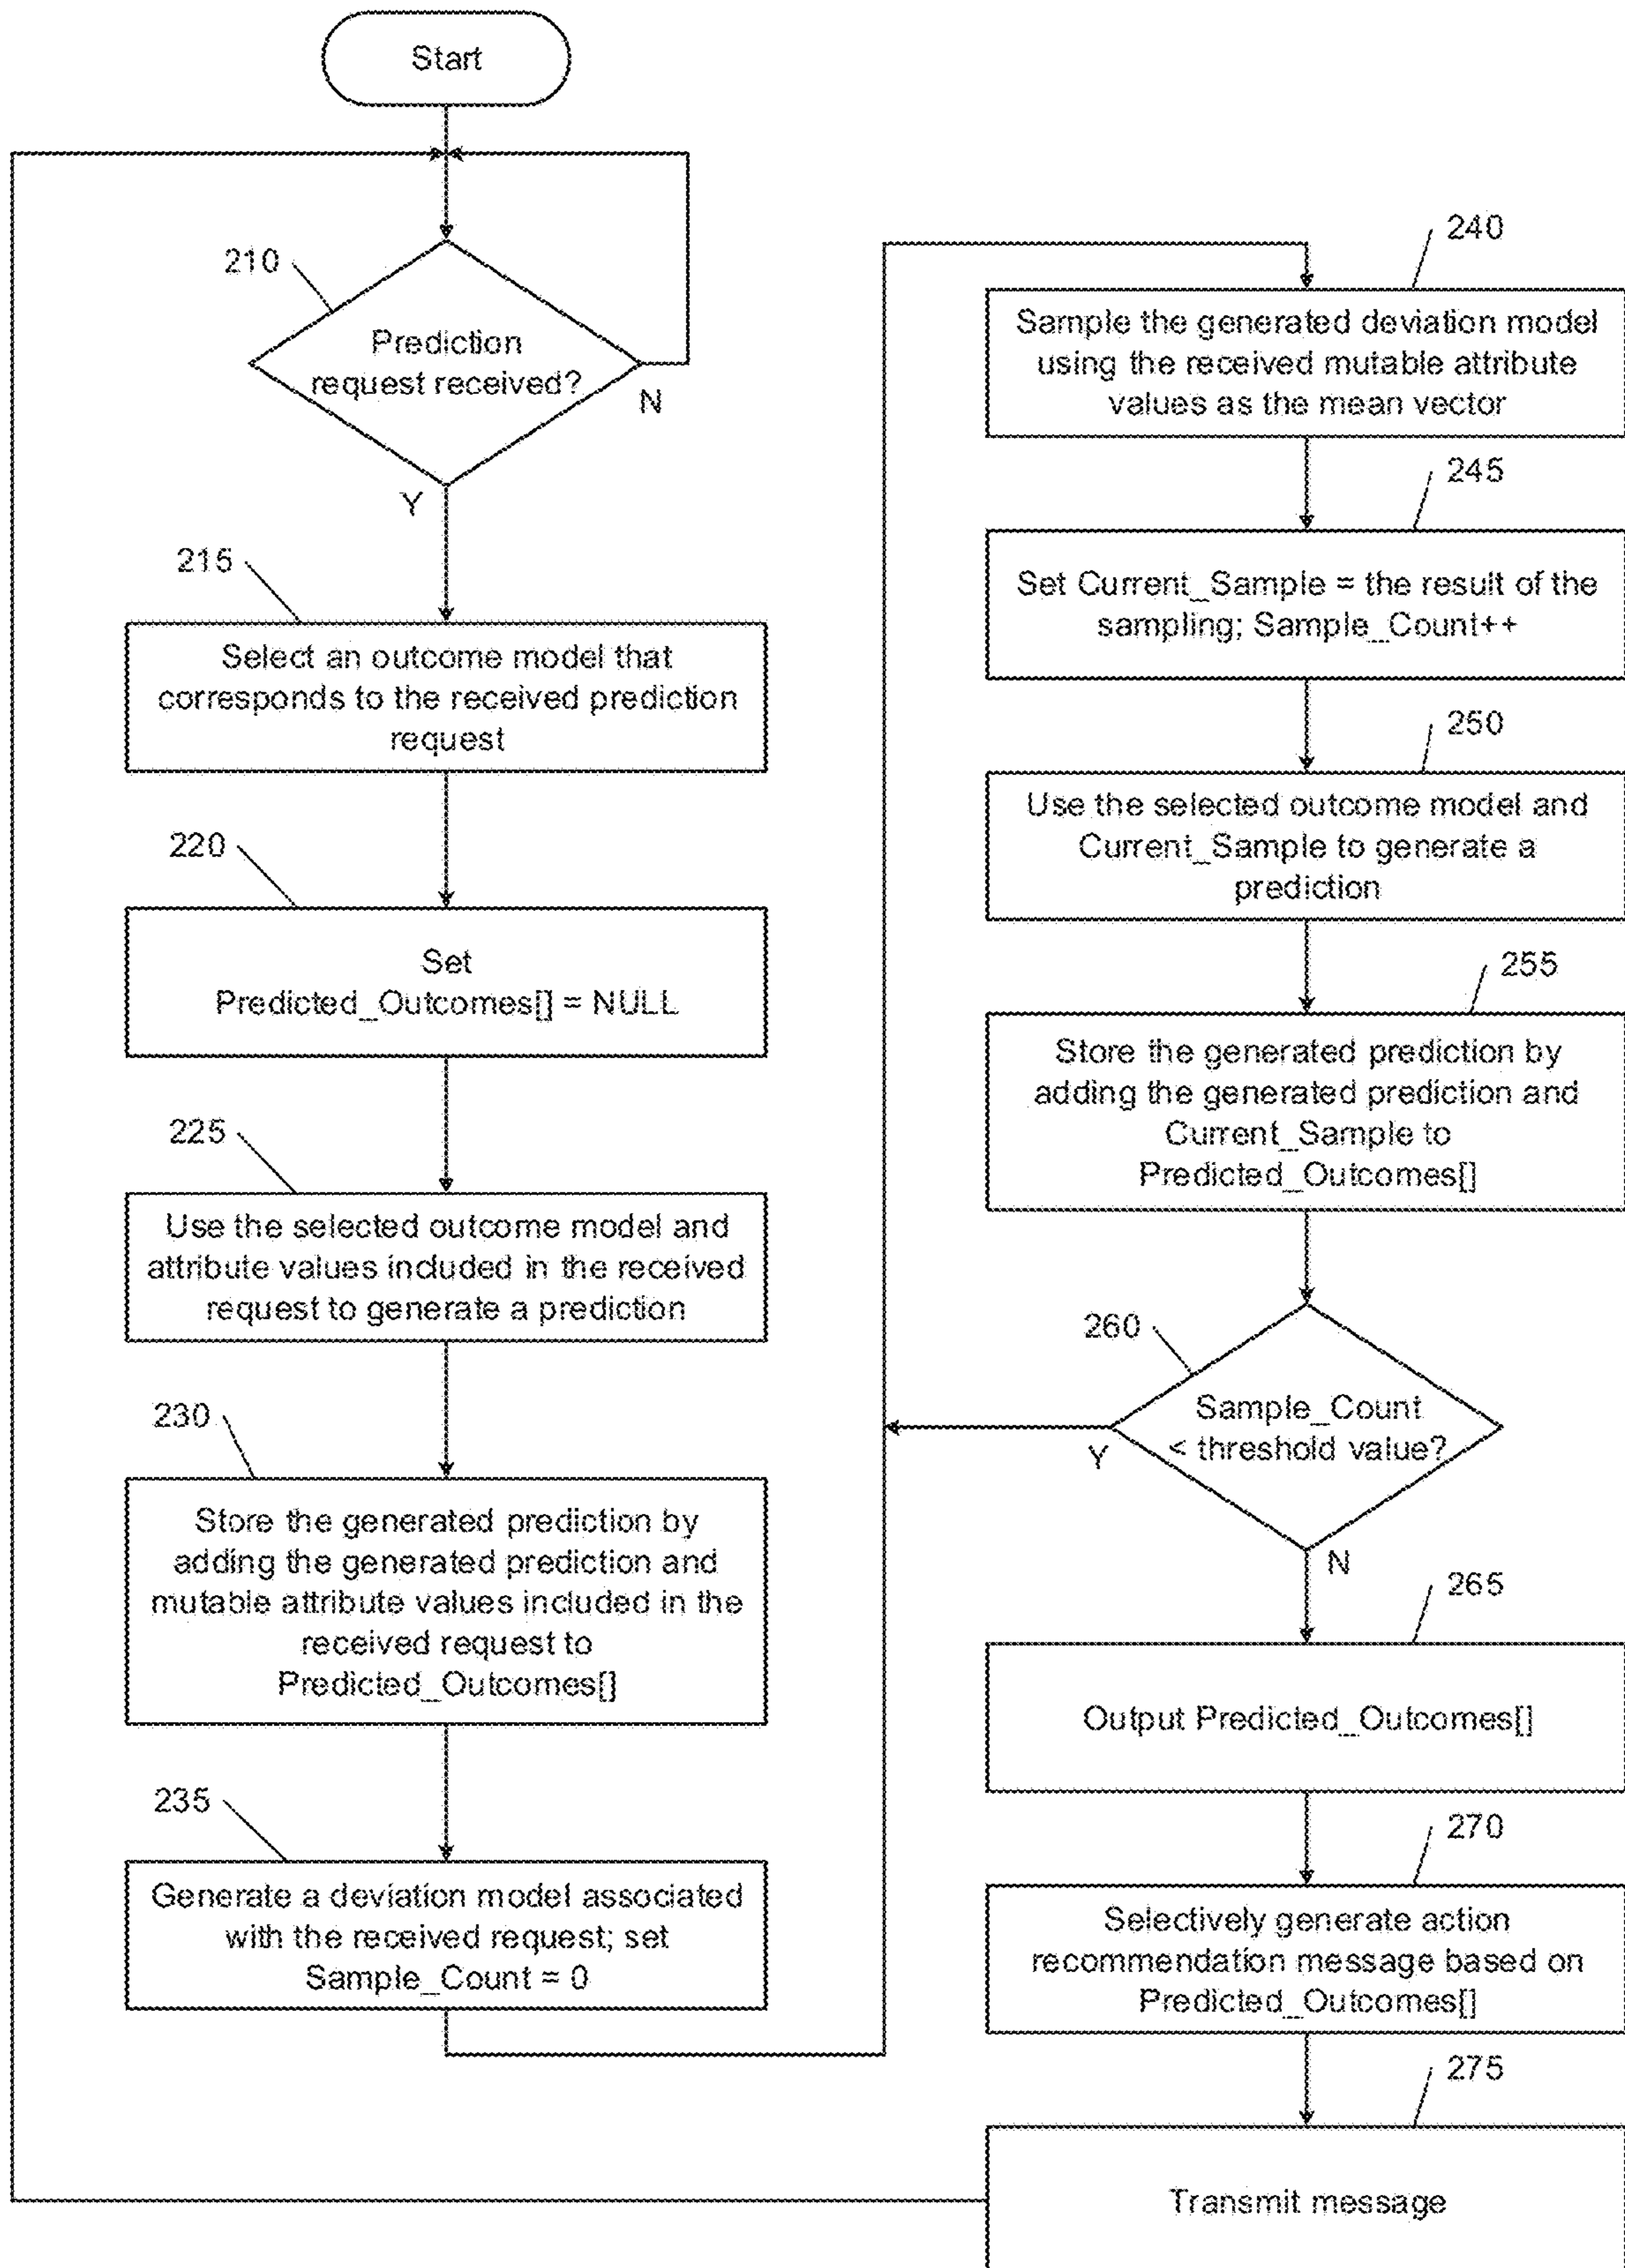 Start
210
Prediction
request received?
N
Y
215
Select an outcome model that
corresponds to the received prediction
request
220
Set
Predicted_Outcomes[] = NULL
225
Use the selected outcome model and
attribute values included in the received
request to generate a prediction
230
Store the generated prediction by
adding the generated prediction and
mutable attribute values included in the
received request to
Predicted_Outcomes[]
235
Generate a deviation model associated
with the received request; set
Sample_Count = 0
240
Sample the generated deviation model
using the received mutable attribute
values as the mean vector
245
Set Current_Sample = the result of the
sampling; Sample_Count++
250
Use the selected outcome model and
Current_Sample to generate a
prediction
255
Store the generated prediction by
adding the generated prediction and
Current_Sample to
Predicted_Outcomes[]
260
Sample_Count
< threshold value?
Y
N
265
Output Predicted_Outcomes[]
270
Selectively generate action
recommendation message based on
Predicted_Outcomes[]
275
Transmit message